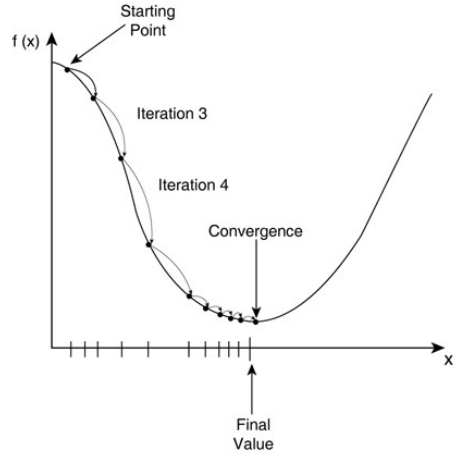 Starting
Point
f (x)
Iteration 3
Iteration 4
Convergence
x
Final
Value